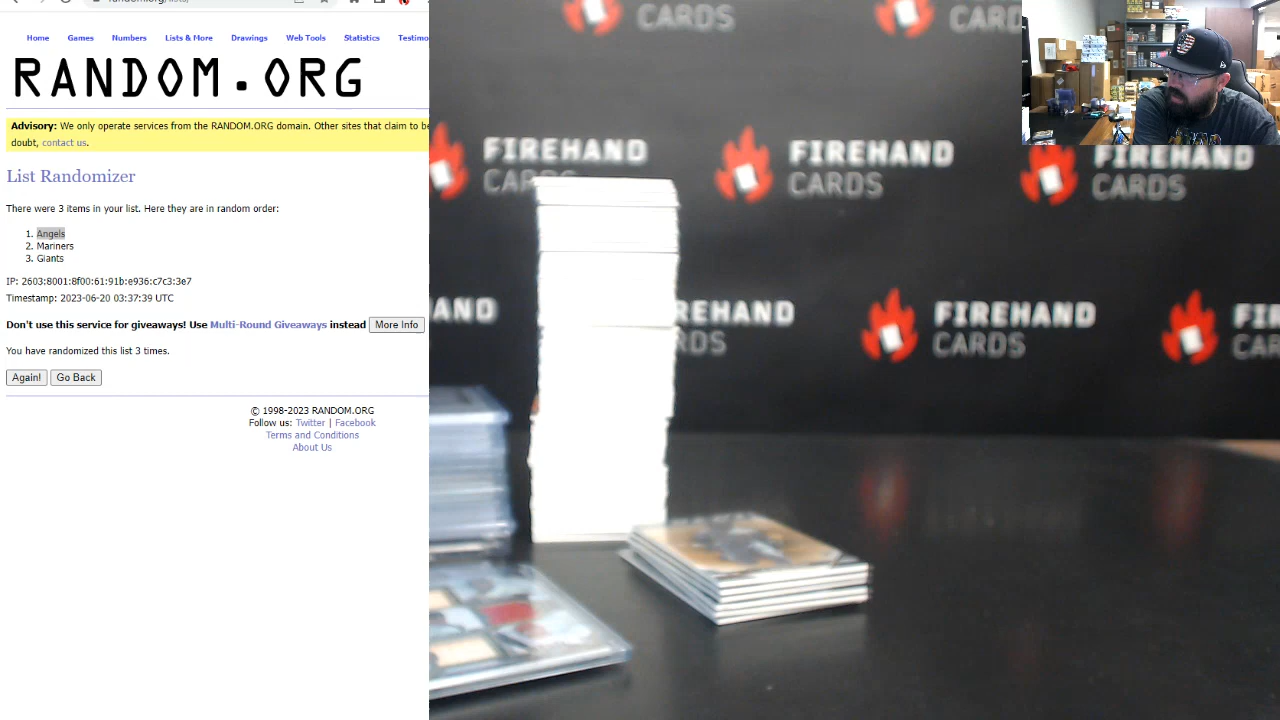 Home Games Numbers Lists & More Drawings Web Tools Statistics Testimo
RANDOM.ORG
Advisory: We only operate services from the RANDOM.ORG domain. Other sites that claim to be
doubt, contact us.
List Randomizer
There were 3 items in your list. Here they are in random order:
1. Angels
2. Mariners
3. Giants
IP: 2603:8001:8f00:61:91b:e936:c7c3:3e7
Timestamp: 2023-06-20 03:37:39 UTC
Don't use this service for giveaways! Use Multi-Round Giveaways instead More Info
You have randomized this list 3 times.
Again! Go Back
© 1998-2023 RANDOM.ORG
Follow us: Twitter | Facebook
Terms and Conditions
About Us
CARDS
CARDS
FIREHAND
CARDS
FIREHAND
CARDS
FIREHAND
CARDS
FIREHAND
CARDS